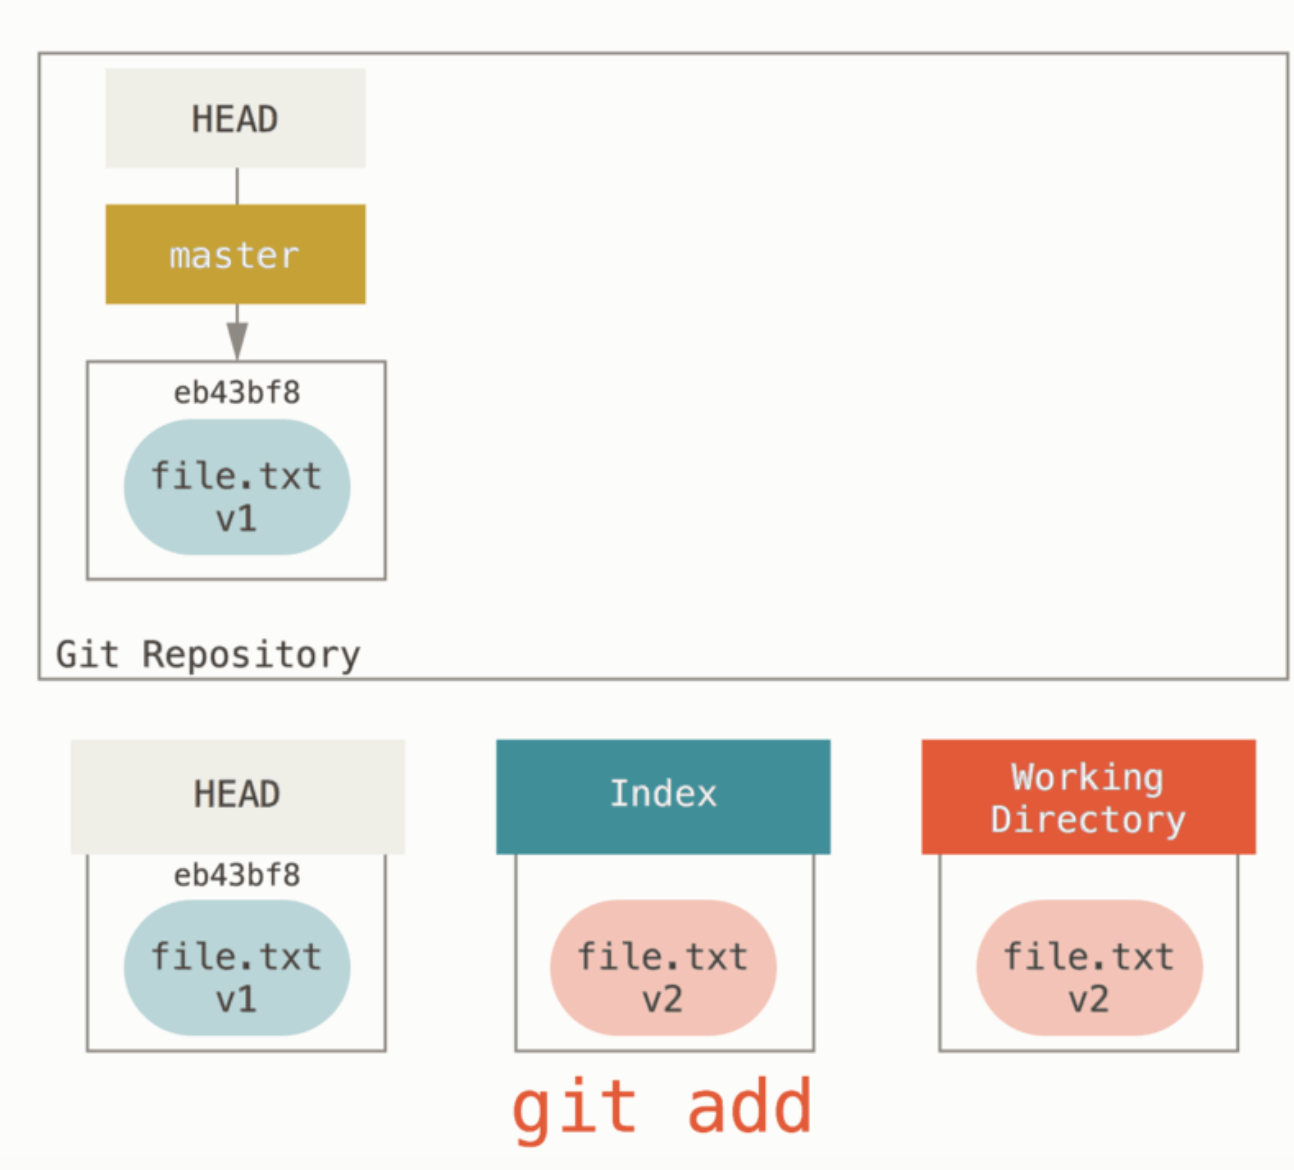 HEAD
master
eb43bf8
file.txt
v1
Git Repository
HEAD
eb43bf8
file.txt
v1
Index
file.txt
v2
Working
Directory
file.txt
v2
git add